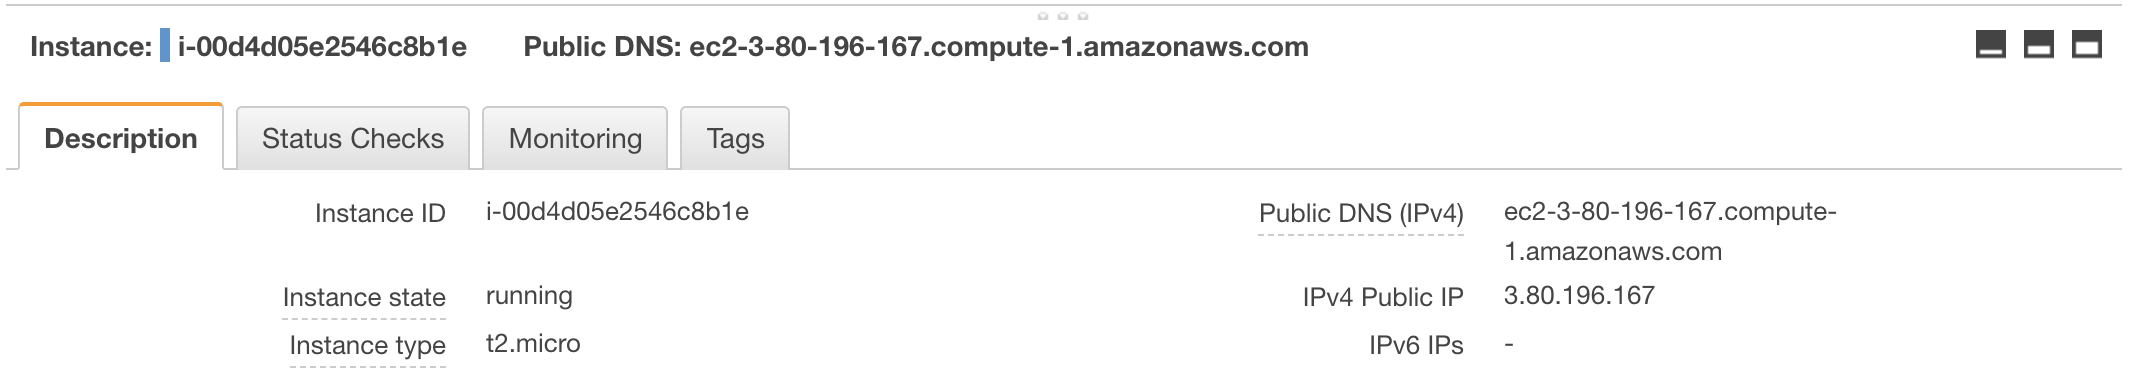 Instance: i-00d4d05e2546c8b1e Public DNS: ec2-3-80-196-167.compute-1.amazonaws.com
Description Status Checks Monitoring Tags
Instance ID i-00d4d05e2546c8b1e Public DNS (IPv4) ec2-3-80-196-167.compute-
1.amazonaws.com
Instance state running IPv4 Public IP 3.80.196.167
Instance type t2.micro IPv6 IPs -